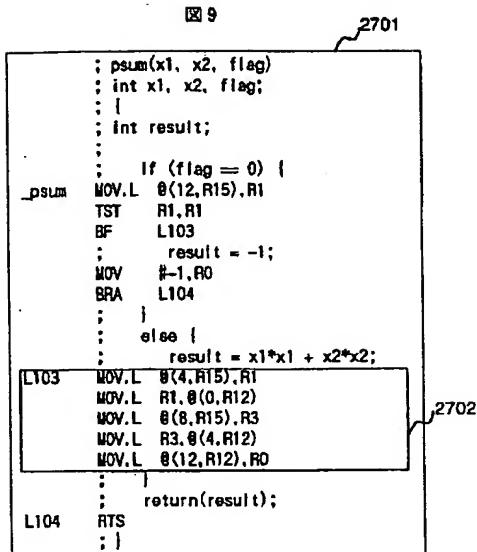 図 9
2701
; psum(x1, x2, flag)
; int x1, x2, flag;
; {
; int result;
;
; if (flag == 0) {
_psum MOV.L @(12,R15),R1
TST R1,R1
BF L103
; result = -1;
MOV #-1,R0
BRA L104
; }
; else {
; result = x1*x1 + x2*x2;
L103 MOV.L @(4,R15),R1
MOV.L R1,@(0,R12)
MOV.L @(8,R15),R3
MOV.L R3,@(4,R12)
MOV.L @(12,R12),R0
2702
; }
; return(result);
L104 RTS
; }